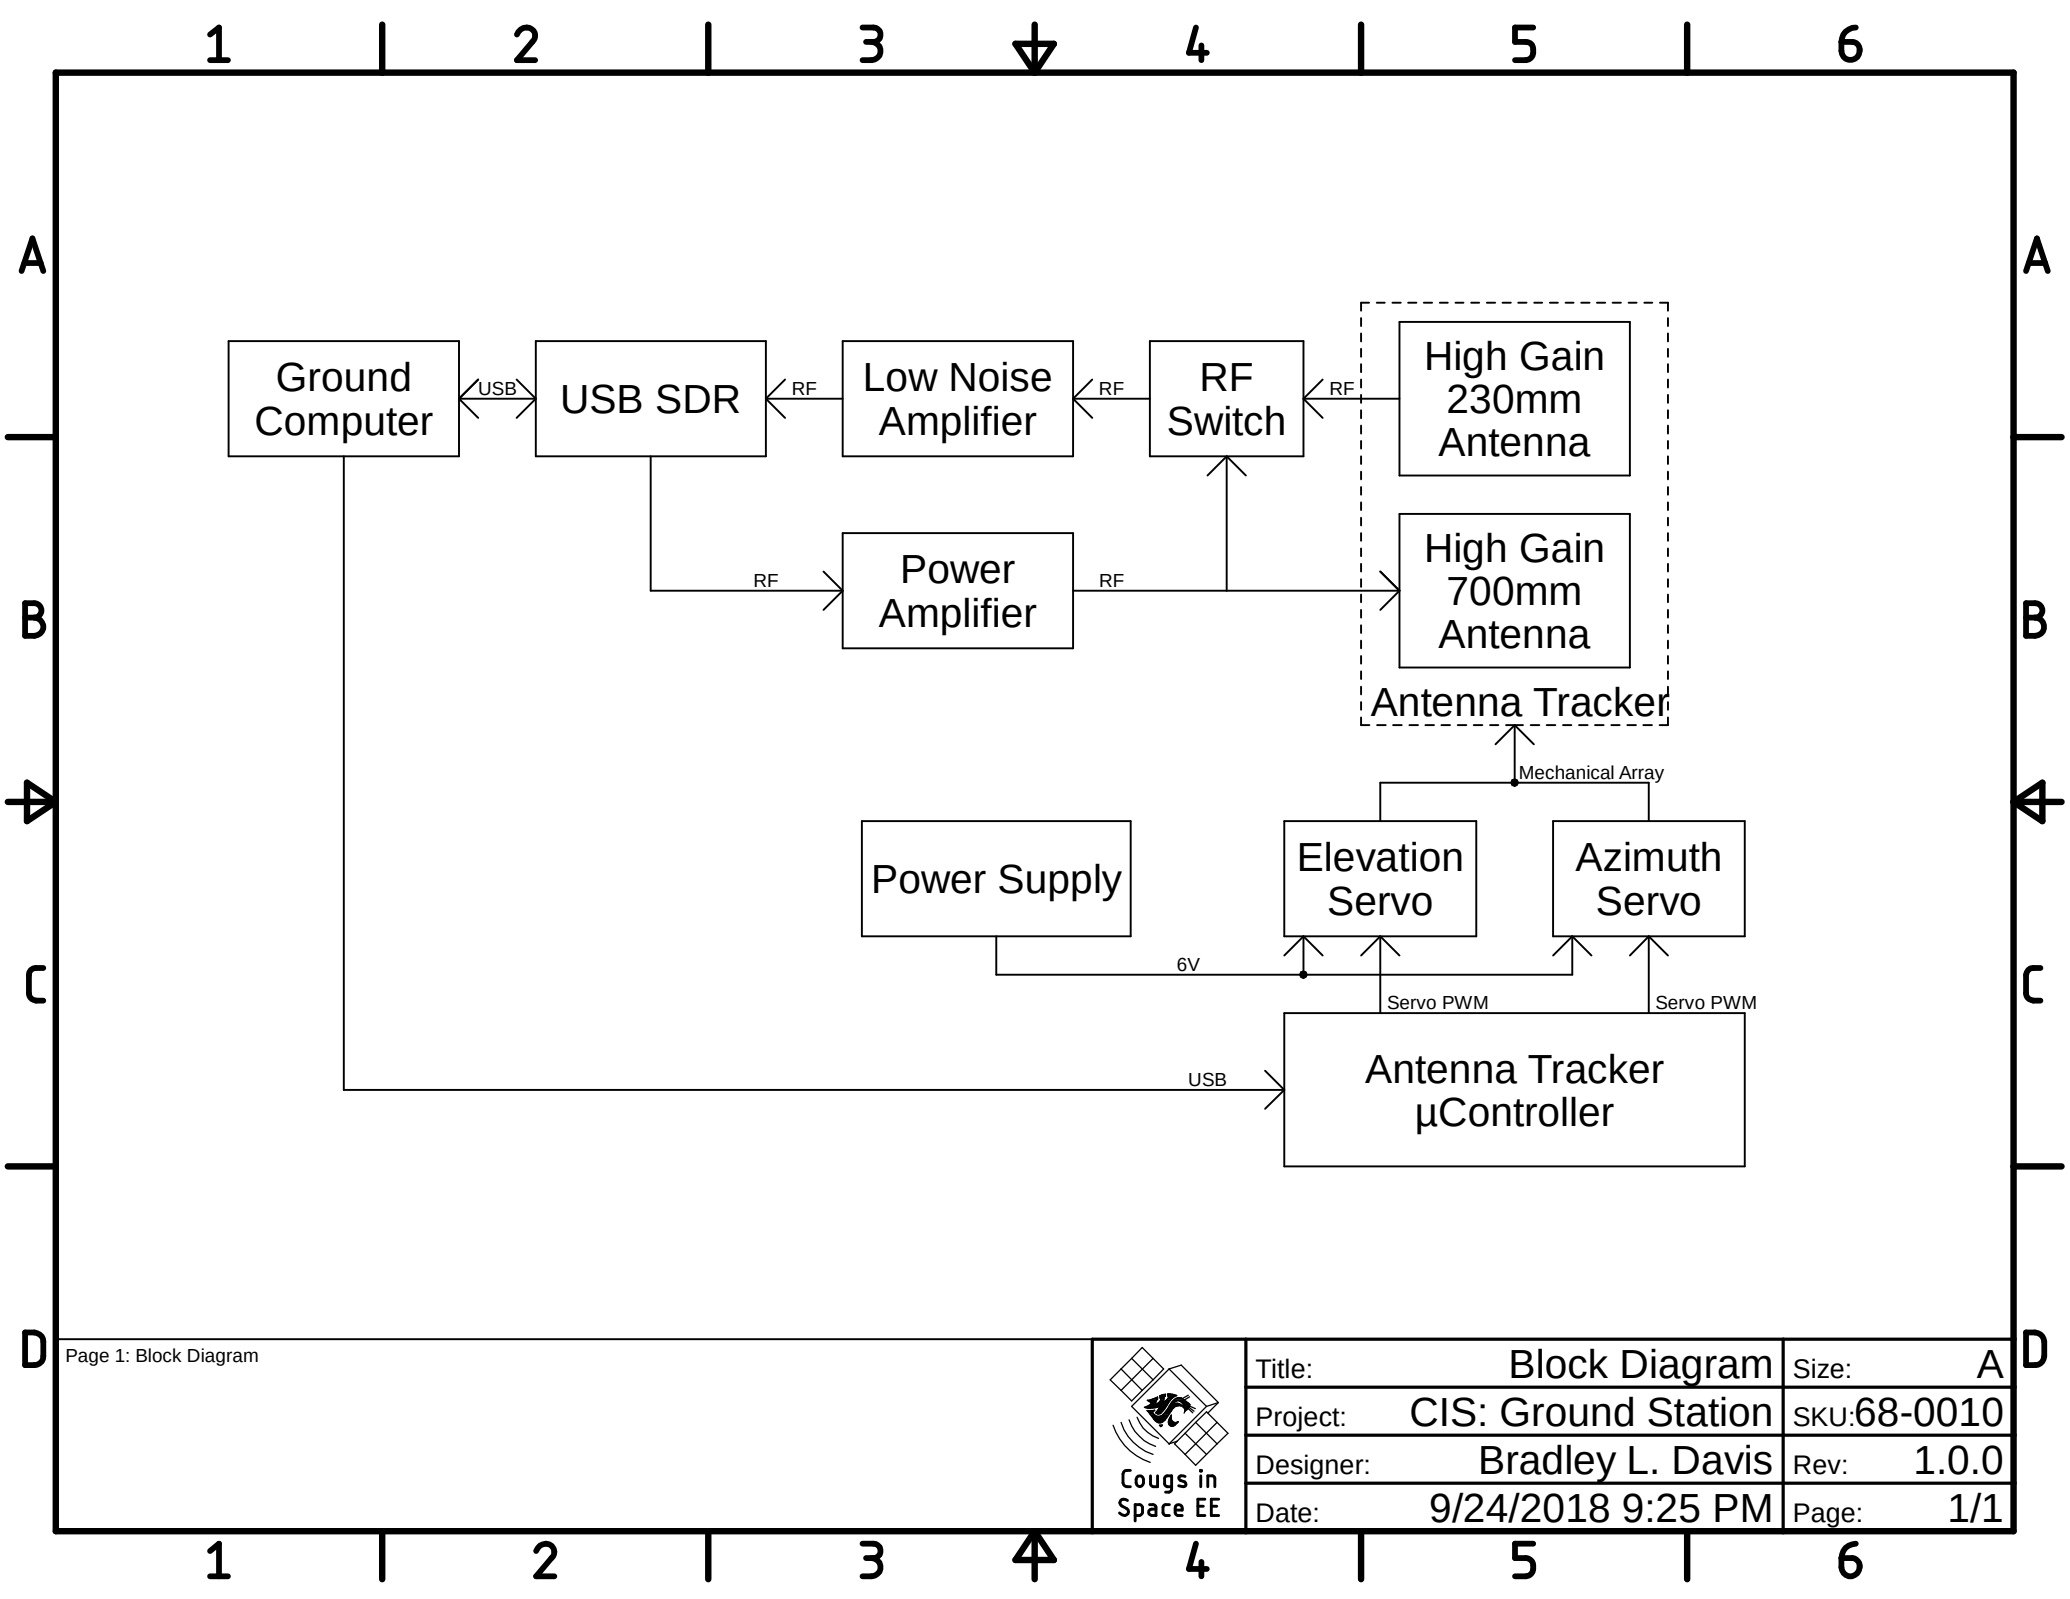 1 2 3 4 5 6
A A
Ground
Computer
USB
USB SDR
RF
Low Noise
Amplifier
RF
RF
Switch
RF
High Gain
230mm
Antenna
B B
RF
Power
Amplifier
RF
High Gain
700mm
Antenna
Antenna Tracker
Mechanical Array
Power Supply
Elevation
Servo
Azimuth
Servo
C C
6V
Servo PWM
Servo PWM
USB
Antenna Tracker
µController
D D
Page 1: Block Diagram
Cougs in
Space EE
Title: Block Diagram
Size: A
Project: CIS: Ground Station
SKU:68-0010
Designer: Bradley L. Davis
Rev: 1.0.0
Date: 9/24/2018 9:25 PM
Page: 1/1
1 2 3 4 5 6